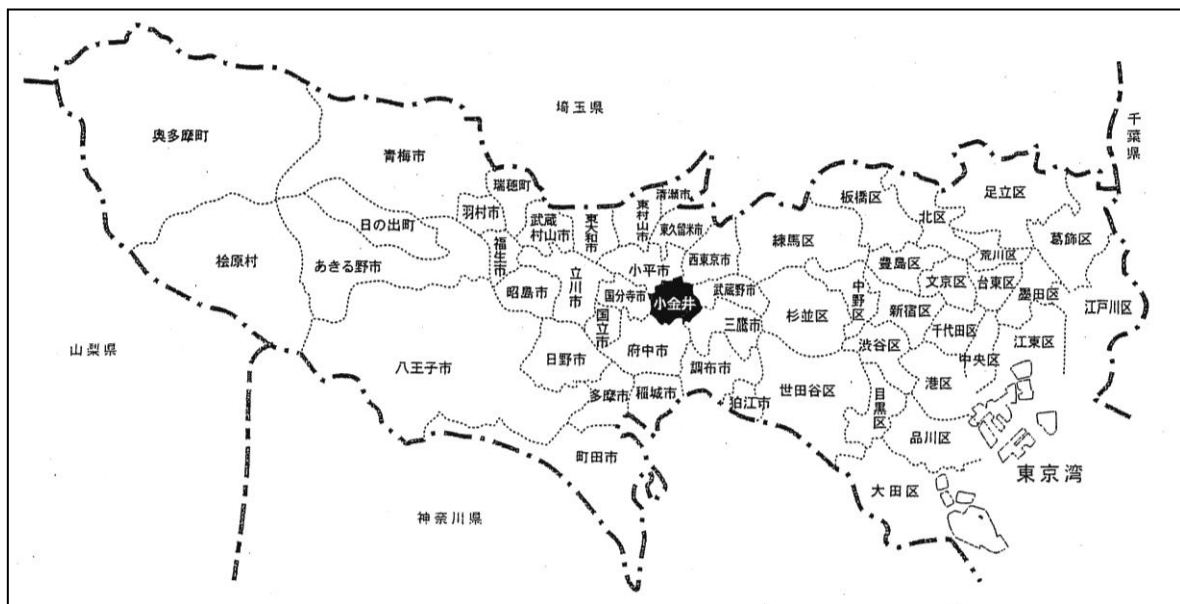 埼玉県
千葉県
奥多摩町
青梅市
瑞穂町
清瀬市
板橋区
足立区
北区
羽村市
武蔵
村山市
東大和市
東村山市
東久留米市
練馬区
葛飾区
日の出町
西東京市
荒川区
桧原村
あきる野市
福生市
立川市
小平市
豊島区
文京区
台東区
昭島市
国分寺市
小金井
武蔵野市
中野区
墨田区
江戸川区
国立市
三鷹市
杉並区
新宿区
千代田区
山梨県
八王子市
日野市
府中市
調布市
渋谷区
中央区
江東区
多摩市
稲城市
狛江市
世田谷区
目黒区
港区
町田市
品川区
東京湾
神奈川県
大田区